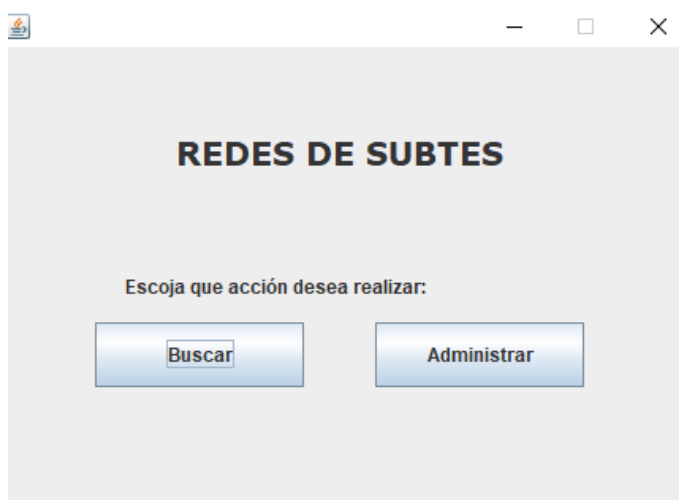 REDES DE SUBTES
Escoja que acción desea realizar:
Buscar
Administrar